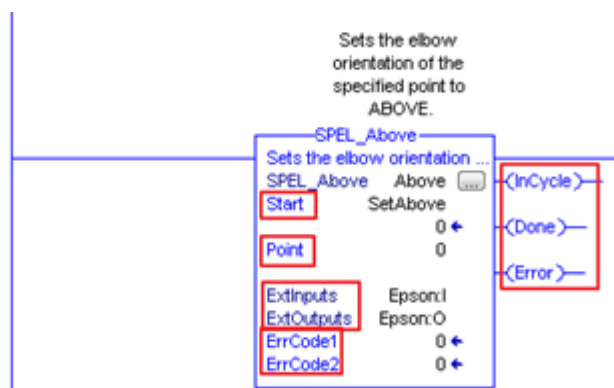 Sets the elbow
orientation of the
specified point to
ABOVE.
SPEL_Above
Sets the elbow orientation ...
SPEL_Above Above ... (InCycle)
Start SetAbove
0 (Done)
Point 0
(Error)
ExtInputs Epson:I
ExtOutputs Epson:O
ErrCode1 0
ErrCode2 0